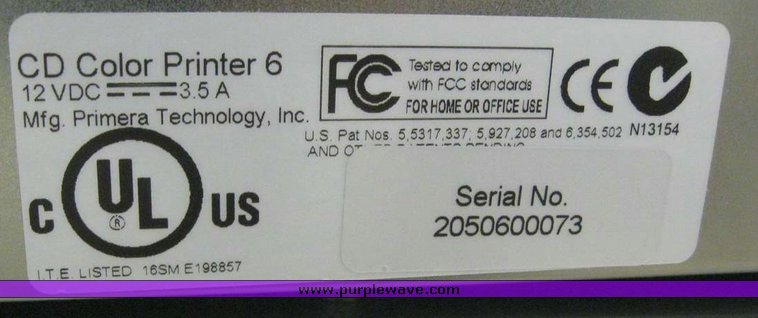 CD Color Printer 6
12 VDC 3.5 A
Mfg. Primera Technology, Inc.
FC Tested to comply
with FCC standards
FOR HOME OR OFFICE USE
CE
N13154
U.S. Pat Nos. 5,5317,337; 5,927,208 and 6,354,502
AND PENDING
C UL ® US
I.T.E. LISTED 16SM E198857
Serial No.
2050600073
www.purplewave.com